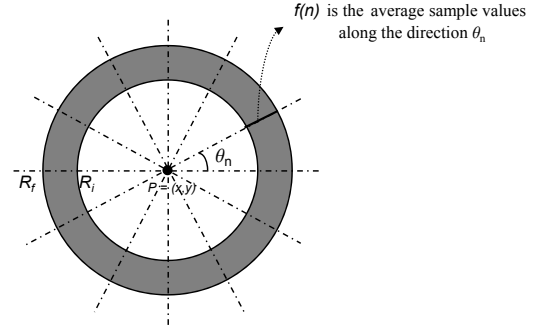 f(n) is the average sample values
along the direction θn
θn
Rf
Ri
P = (x,y)